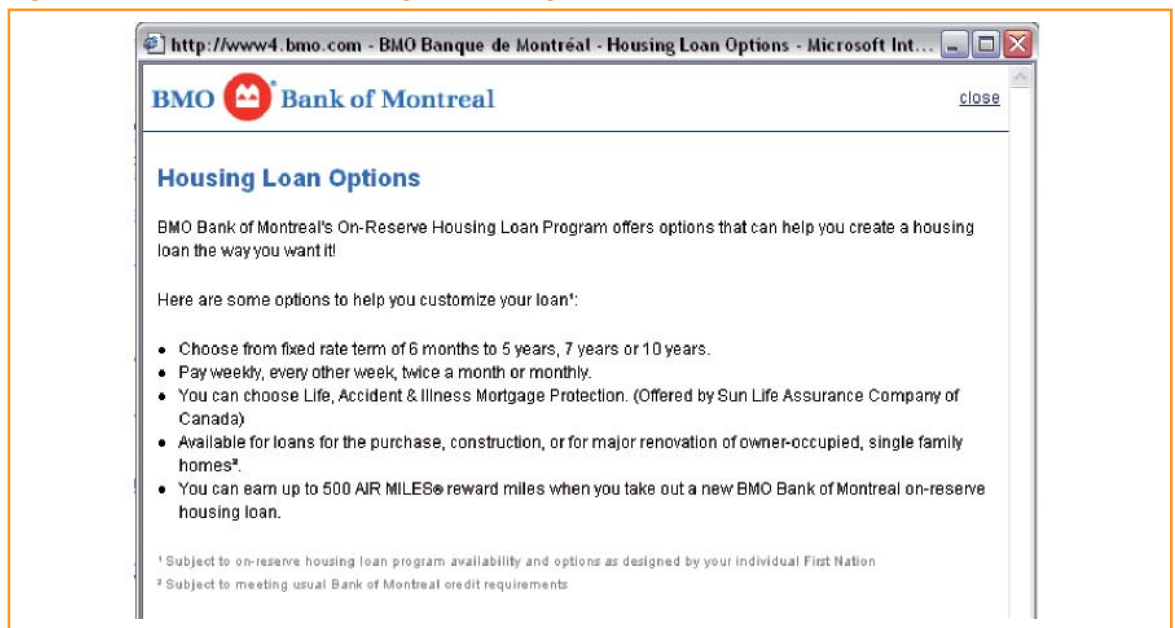 http://www4.bmo.com - BMO Banque de Montréal - Housing Loan Options - Microsoft Int...
BMO Bank of Montreal
close
Housing Loan Options
BMO Bank of Montreal's On-Reserve Housing Loan Program offers options that can help you create a housing
loan the way you want it!
Here are some options to help you customize your loan¹:
• Choose from fixed rate term of 6 months to 5 years, 7 years or 10 years.
• Pay weekly, every other week, twice a month or monthly.
• You can choose Life, Accident & Illness Mortgage Protection. (Offered by Sun Life Assurance Company of
Canada)
• Available for loans for the purchase, construction, or for major renovation of owner-occupied, single family
homes².
• You can earn up to 500 AIR MILES® reward miles when you take out a new BMO Bank of Montreal on-reserve
housing loan.
¹ Subject to on-reserve housing loan program availability and options as designed by your individual First Nation
² Subject to meeting usual Bank of Montreal credit requirements